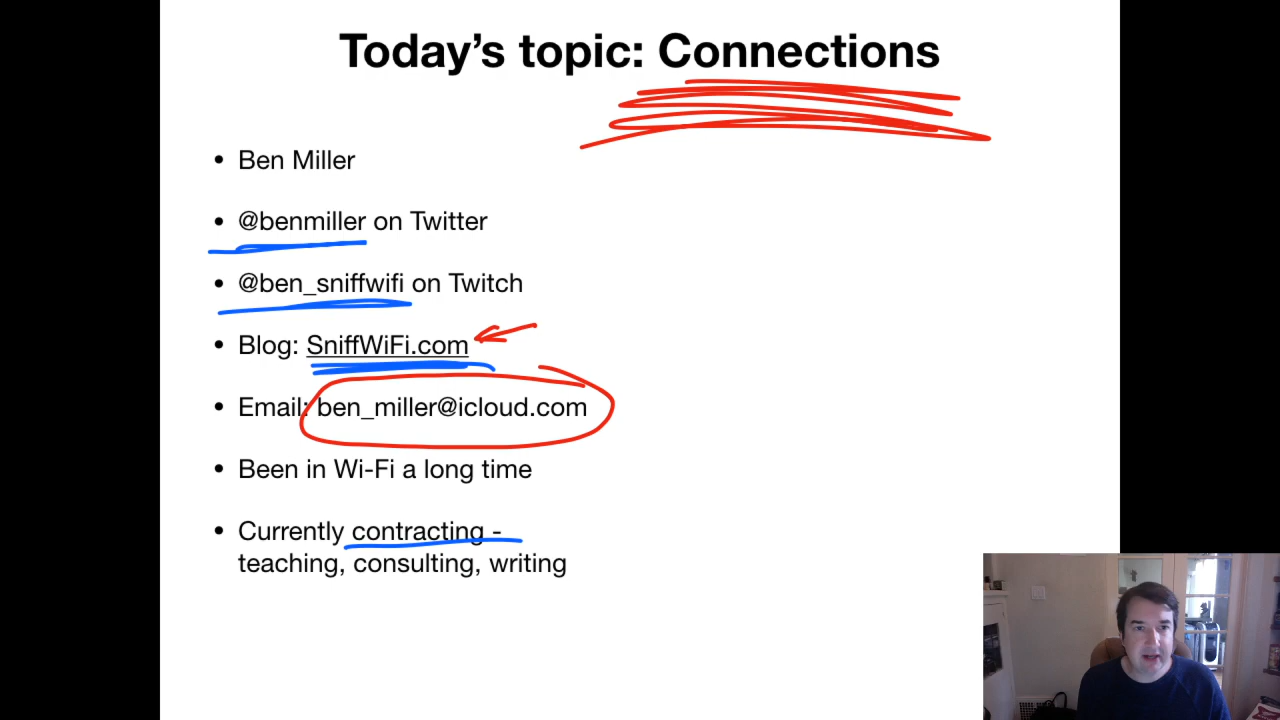 Today's topic: Connections
• Ben Miller
• @benmiller on Twitter
• @ben_sniffwifi on Twitch
• Blog: SniffWiFi.com
• Email: ben_miller@icloud.com
• Been in Wi-Fi a long time
• Currently contracting -
teaching, consulting, writing